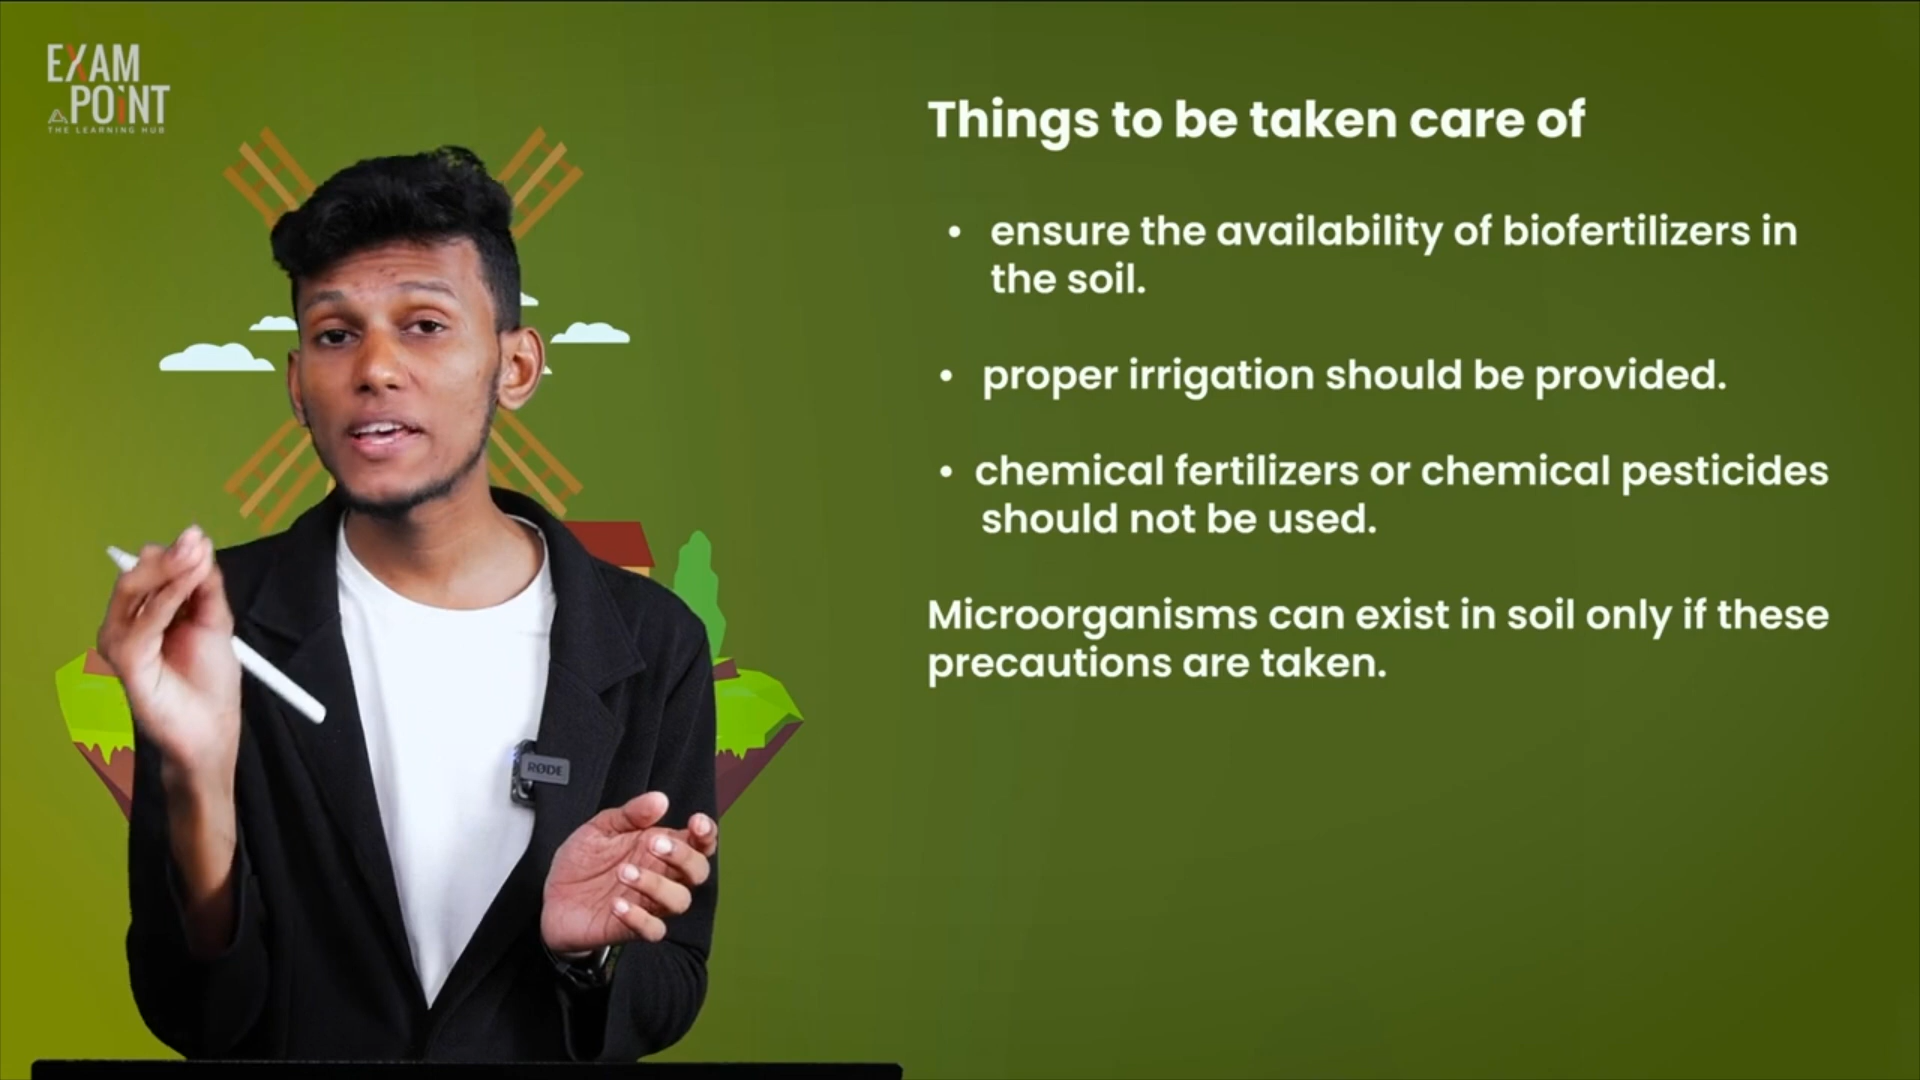 EXAM
POINT
THE LEARNING HUB
Things to be taken care of
• ensure the availability of biofertilizers in
the soil.
• proper irrigation should be provided.
• chemical fertilizers or chemical pesticides
should not be used.
Microorganisms can exist in soil only if these
precautions are taken.
RØDE